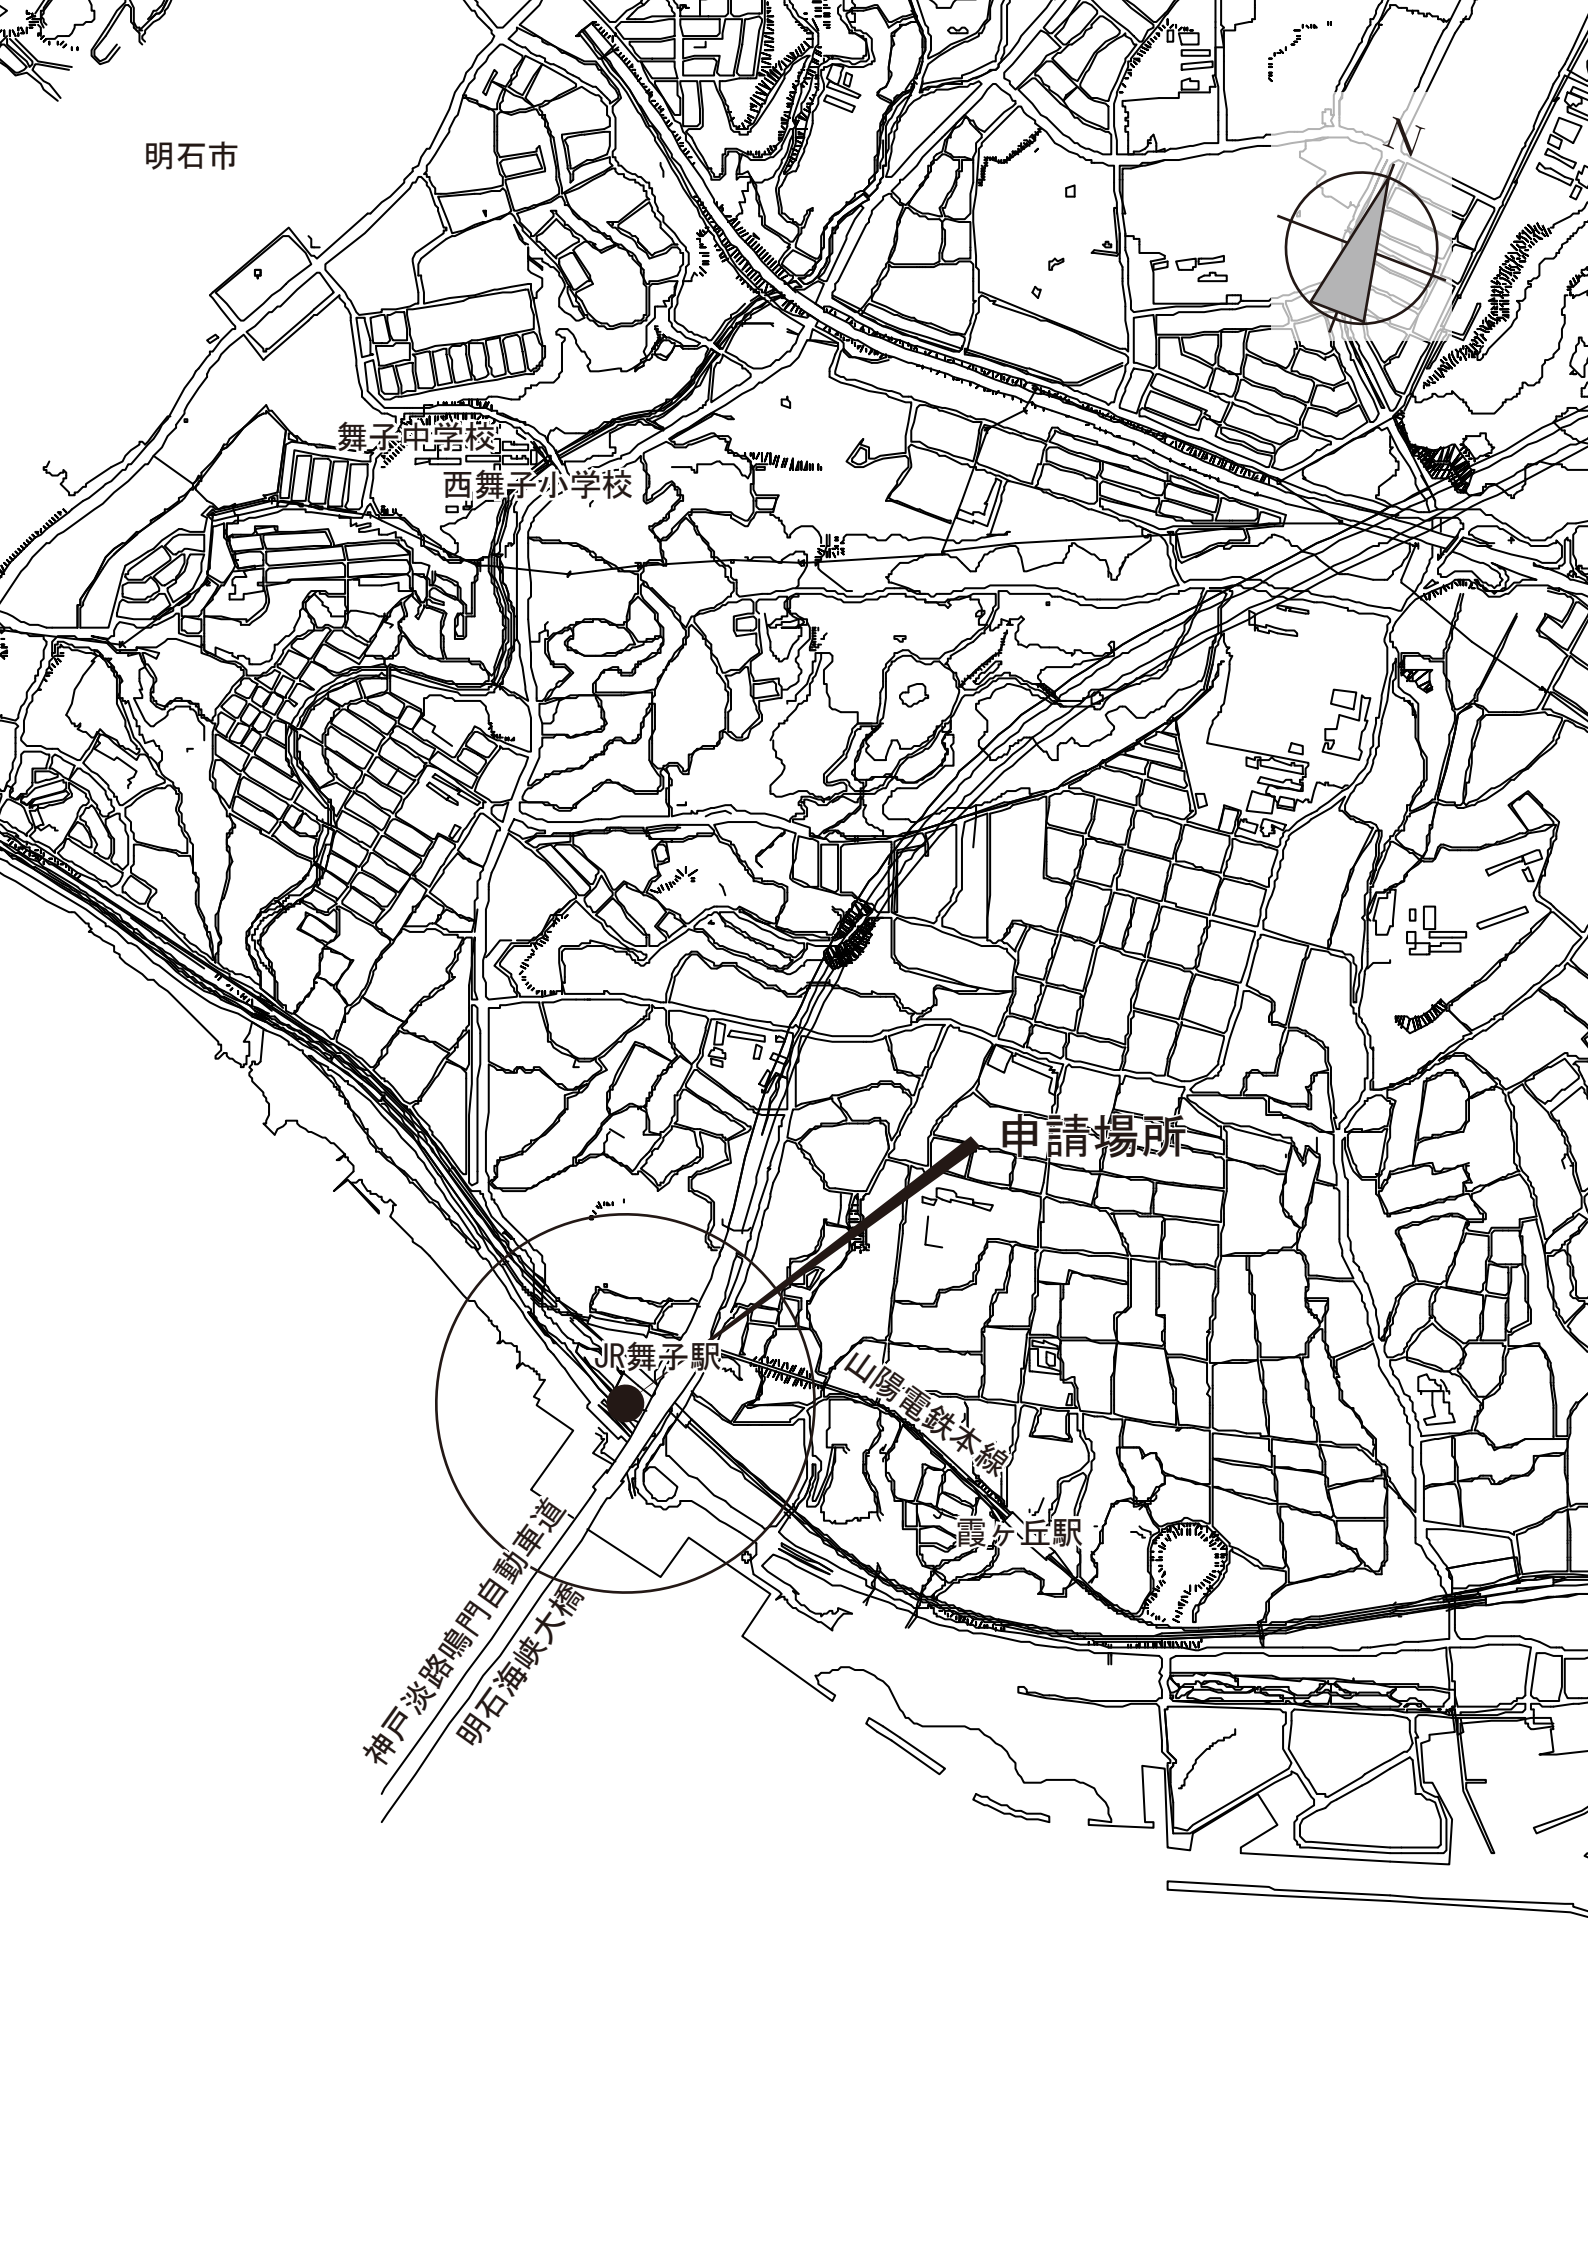 明石市
N
舞子中学校
西舞子小学校
申請場所
JR舞子駅
山陽電鉄本線
霞ヶ丘駅
神戸淡路鳴門自動車道
明石海峡大橋